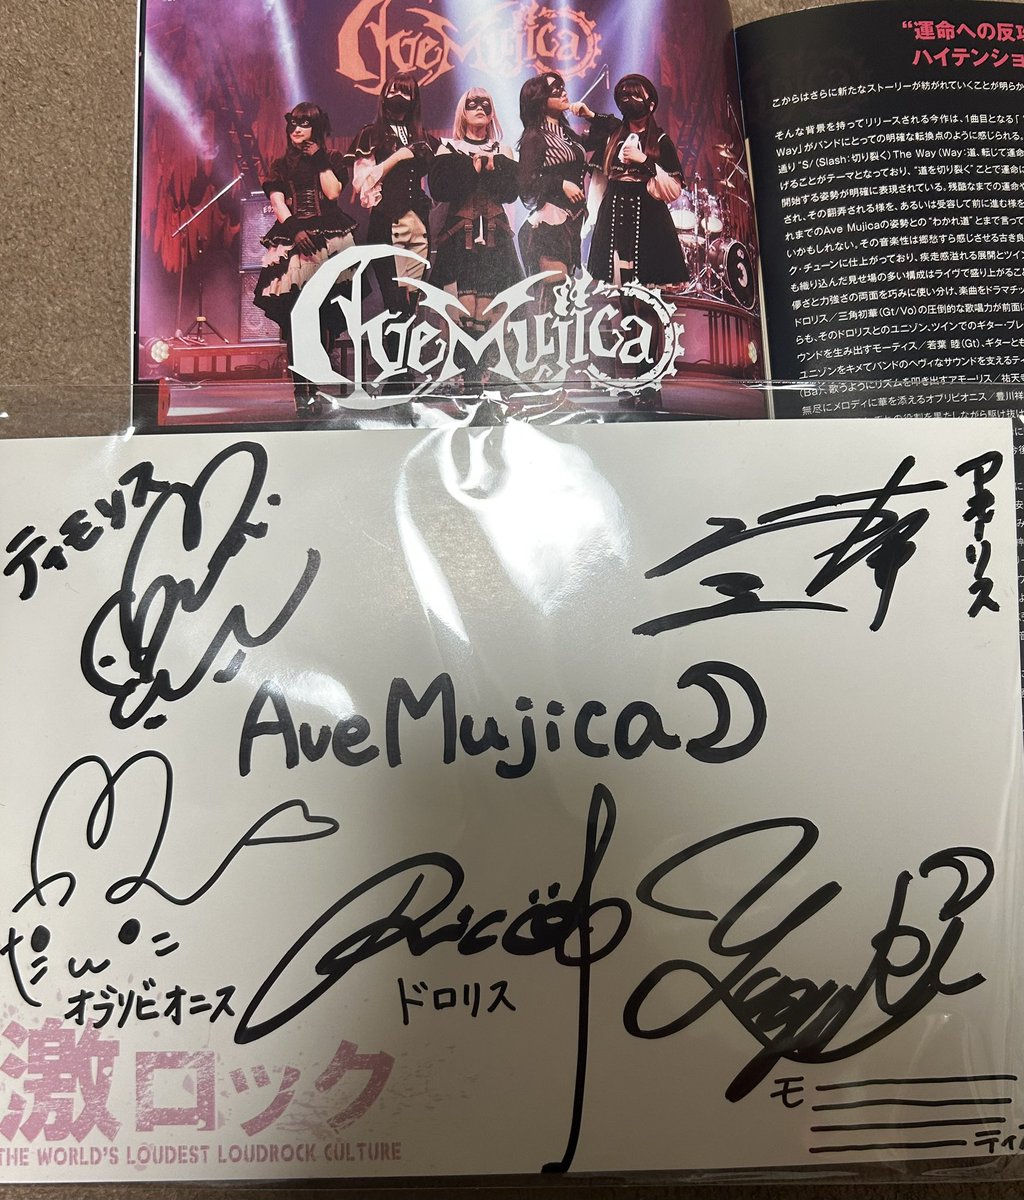 Ave Mujica
Ave Mujica
“運命への反攻
ハイテンショ
こからはさらに新たなストーリーが紡がれていくことが明らか
そんな背景を持ってリリースされる今作は、1曲目となる「
Way」がバンドにとっての明確な転換点のように感じられる。
通り“S/（Slash：切り裂く）The Way（Way：道、転じて運命
げることがテーマとなっており、“道を切り裂く”ことで運命に
開始する姿勢が明確に表現されている。残酷なまでの運命や
され、その翻弄される様を、あるいは受容して前に進む様を
れまでのAve Mujicaの姿勢との“わかれ道”とまで言って
いかもしれない。その音楽性は郷愁すら感じさせる古き良
ク・チューンに仕上がっており、疾走感溢れる展開とツイン
も織り込んだ見せ場の多い構成はライヴで盛り上がるこ
儚さと力強さの両面を巧みに使い分け、楽曲をドラマチッ
ドロリス／三角初華（Gt/Vo）の圧倒的な歌唱力が前面に
らも、そのドロリスとのユニゾン、ツインでのギター・プレ
ウンドを生み出すモーティス／若葉 睦（Gt）、ギターとも
ユニゾンをキメてバンドのヘヴィなサウンドを支えるティ
（Ba）、歌うようにリズムを叩き出すアモーリス／祐天寺
無尽にメロディに華を添えるオブリビオニス／豊川祥
ティモリス
アモーリス
AveMujica
オブリビオニス
ドロリス
モ
ティ
激ロック
THE WORLD'S LOUDEST LOUDROCK CULTURE